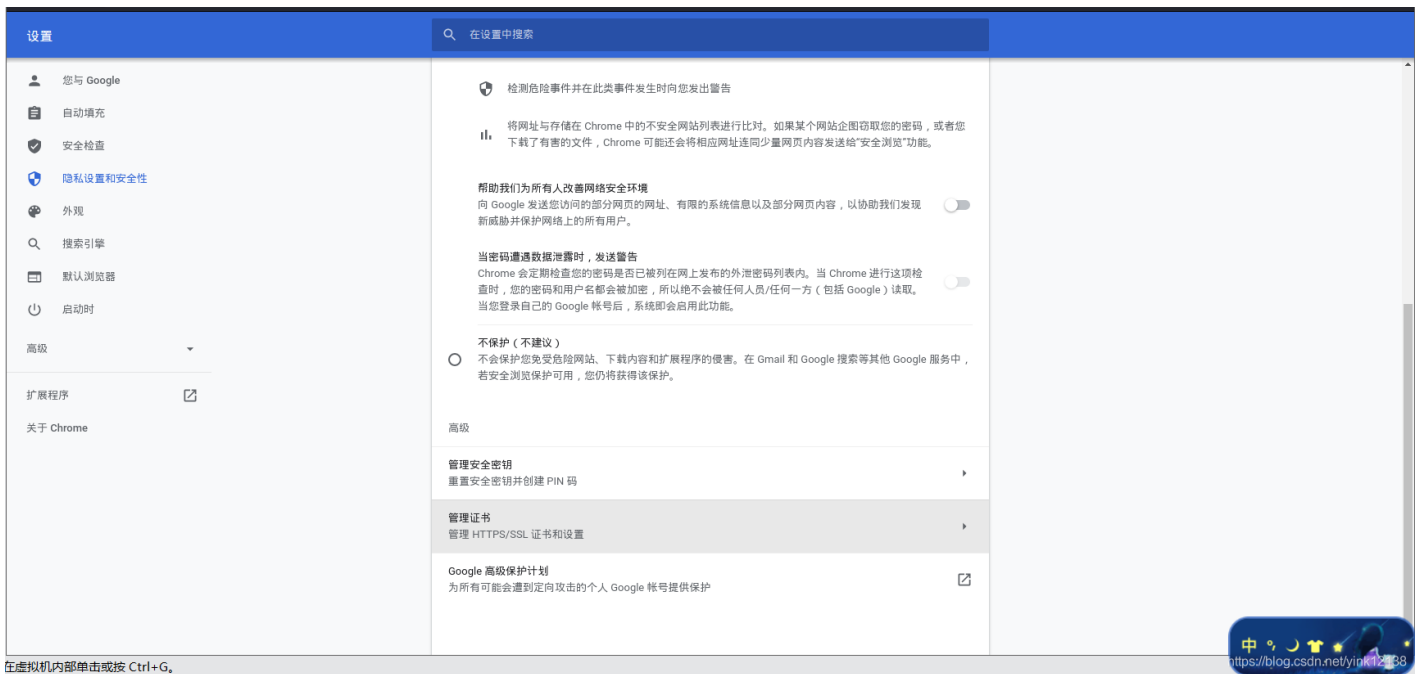 设置
在设置中搜索
您与 Google
自动填充
安全检查
隐私设置和安全性
外观
搜索引擎
默认浏览器
启动时
高级
扩展程序
关于 Chrome
检测危险事件并在此类事件发生时向您发出警告
将网址与存储在 Chrome 中的不安全网站列表进行比对。如果某个网站企图窃取您的密码，或者您
下载了有害的文件，Chrome 可能还会将相应网址连同少量网页内容发送给“安全浏览”功能。
帮助我们为所有人改善网络安全环境
向 Google 发送您访问的部分网页的网址、有限的系统信息以及部分网页内容，以协助我们发现
新威胁并保护网络上的所有用户。
当密码遭遇数据泄露时，发送警告
Chrome 会定期检查您的密码是否已被列在网上发布的外泄密码列表内。当 Chrome 进行这项检
查时，您的密码和用户名都会被加密，所以绝不会被任何人员/任何一方（包括 Google）读取。
当您登录自己的 Google 帐号后，系统即会启用此功能。
不保护（不建议）
不会保护您免受危险网站、下载内容和扩展程序的侵害。在 Gmail 和 Google 搜索等其他 Google 服务中，
若安全浏览保护可用，您仍将获得该保护。
高级
管理安全密钥
重置安全密钥并创建 PIN 码
管理证书
管理 HTTPS/SSL 证书和设置
Google 高级保护计划
为所有可能会遭到定向攻击的个人 Google 帐号提供保护
中
在虚拟机内部单击或按 Ctrl+G。